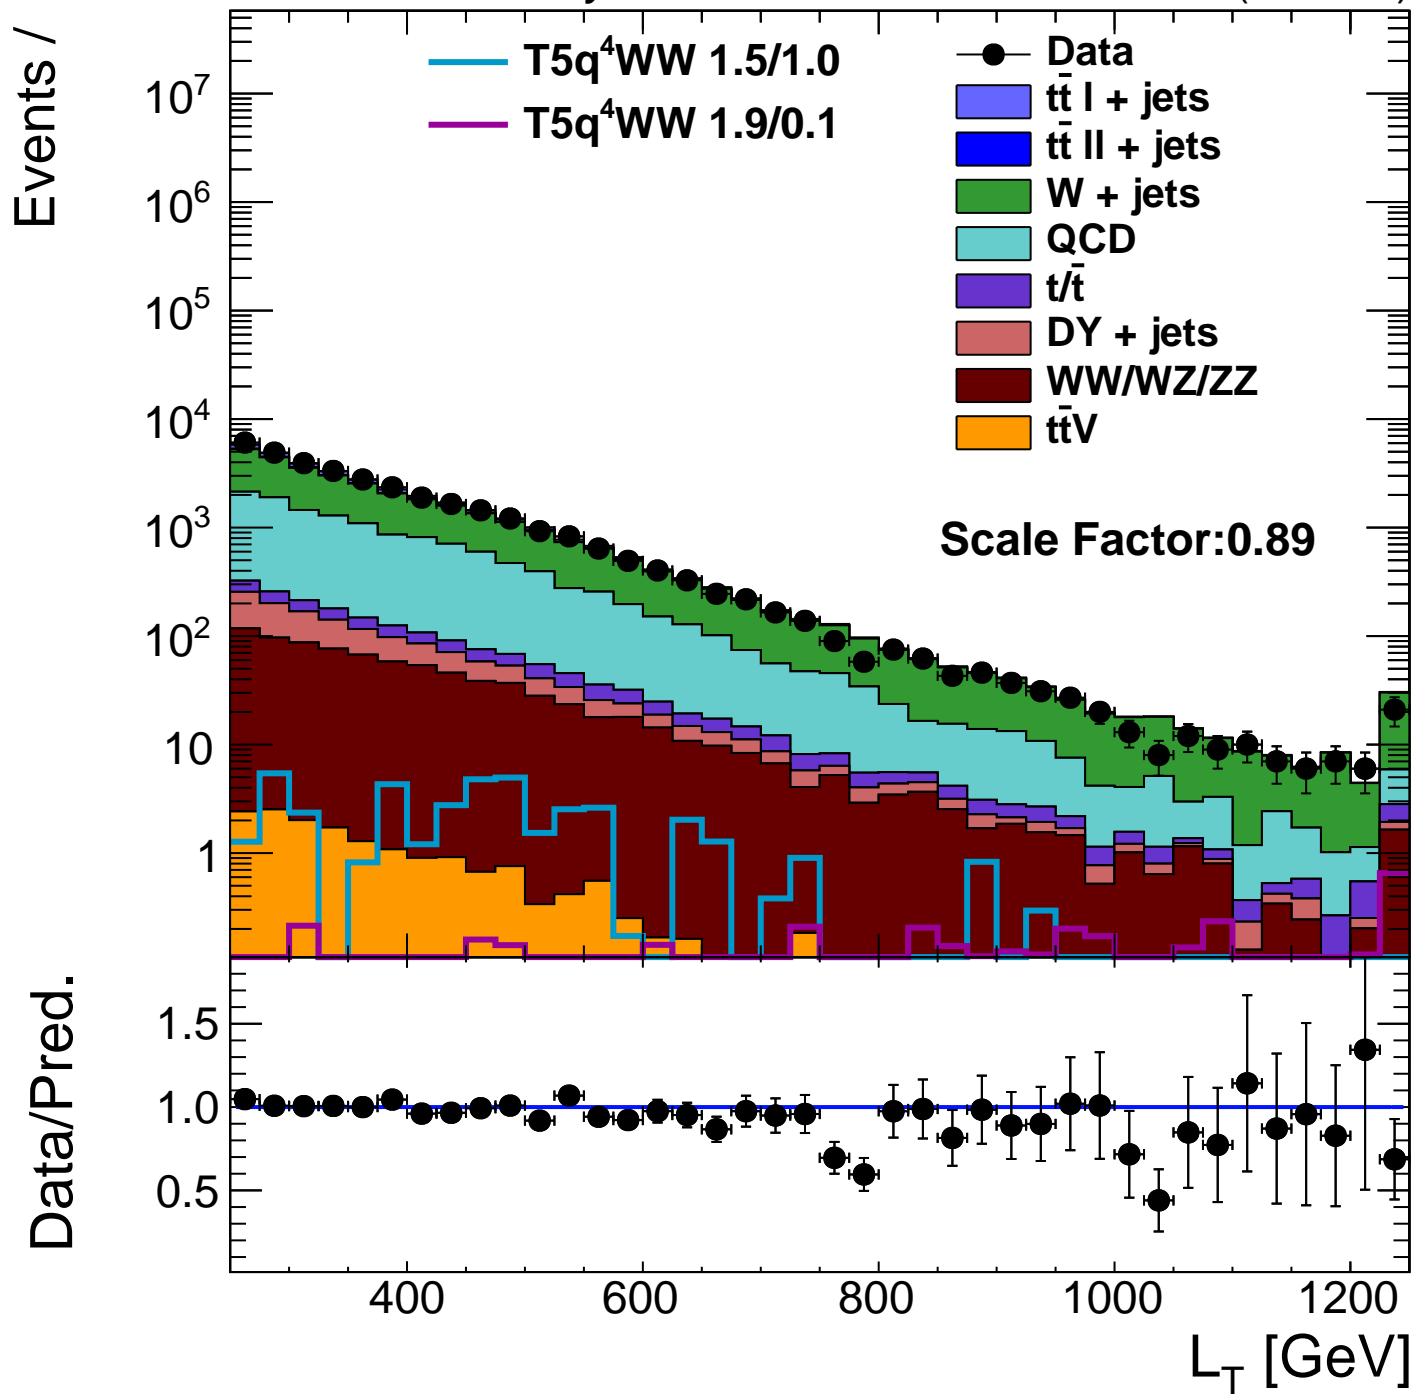 Events /
10⁷
10⁶
10⁵
10⁴
10³
10²
10
1
T5q⁴WW 1.5/1.0
T5q⁴WW 1.9/0.1
Data
tt̄ l + jets
tt̄ ll + jets
W + jets
QCD
t/t̄
DY + jets
WW/WZ/ZZ
tt̄V
Scale Factor:0.89
Data/Pred.
1.5
1.0
0.5
400 600 800 1000 1200
L_T [GeV]